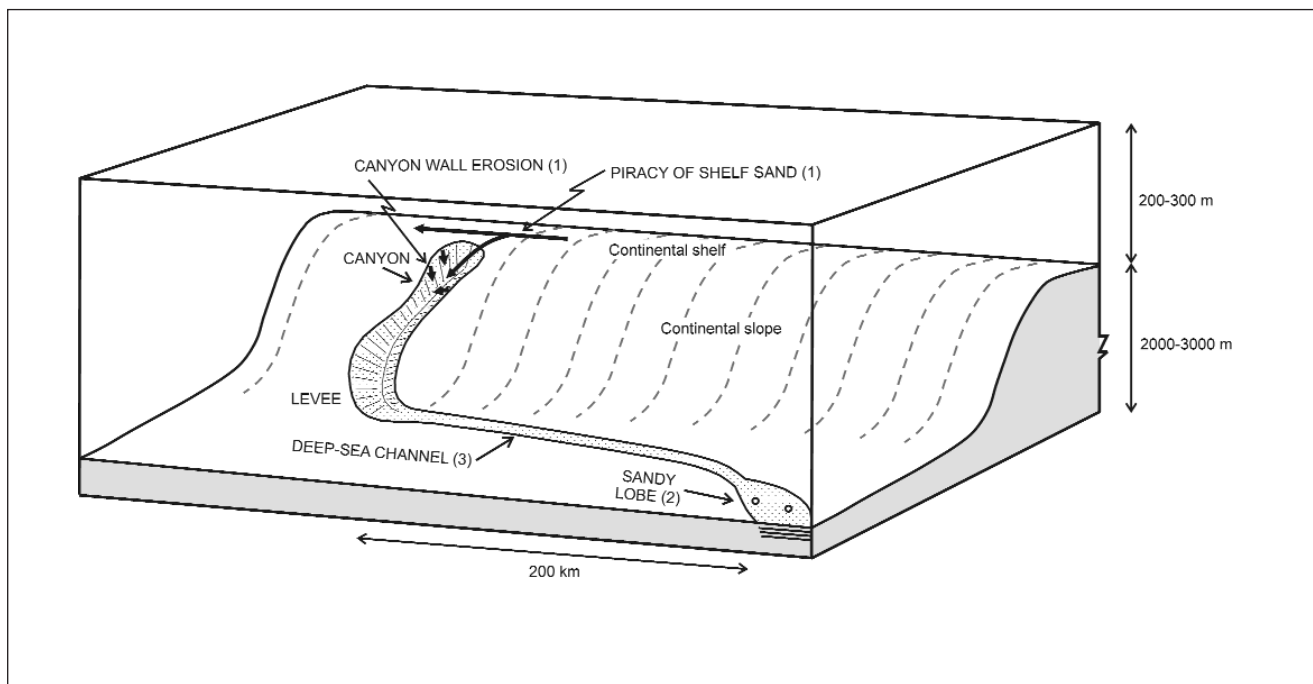 CANYON WALL EROSION (1)
PIRACY OF SHELF SAND (1)
200-300 m
Continental shelf
CANYON
Continental slope
2000-3000 m
LEVEE
DEEP-SEA CHANNEL (3)
SANDY
LOBE (2)
200 km